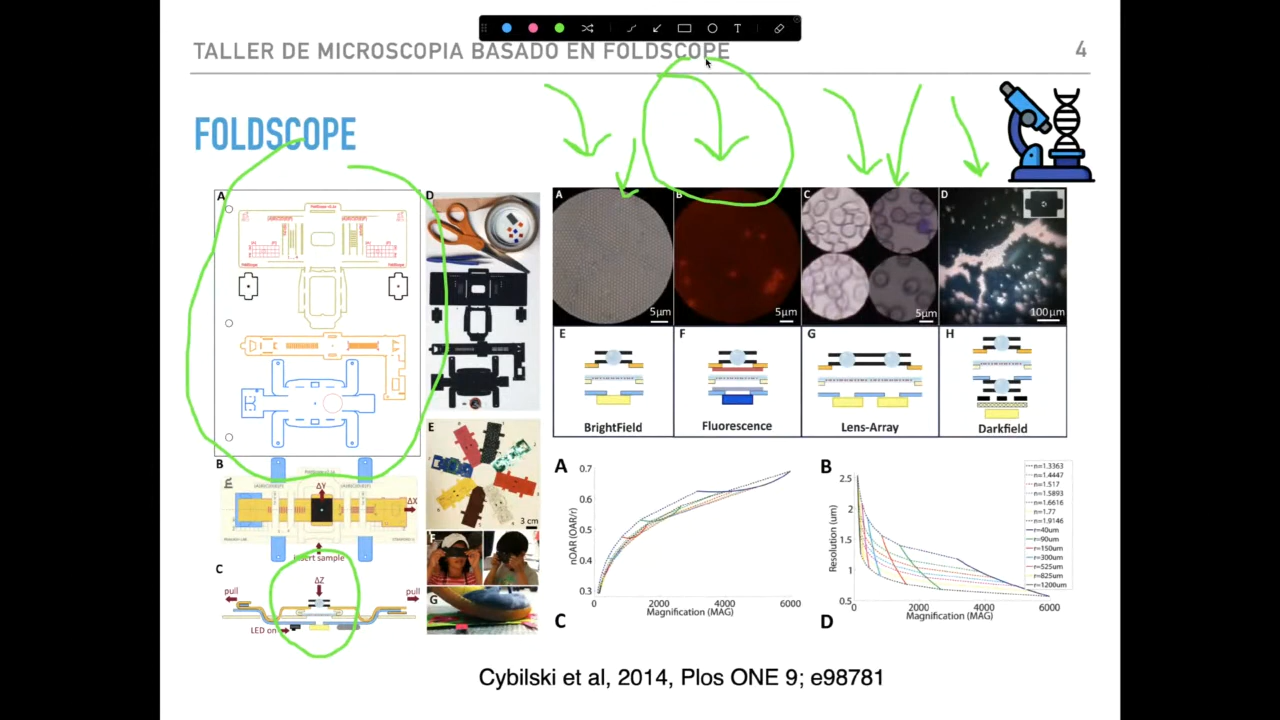 T
TALLER DE MICROSCOPIA BASADO EN FOLDSCOPE
4
FOLDSCOPE
A
D
B
ΔY
ΔX
Insert sample
C
ΔZ
pull
pull
LED on
E
3 cm
F
G
A
B
C
D
5μm
5μm
5μm
100μm
E
F
G
H
BrightField
Fluorescence
Lens-Array
Darkfield
A
0.7
0.6
0.5
0.4
0.3
nOAR (OAR/r)
0
2000
4000
6000
Magnification (MAG)
C
B
2.5
2
1.5
1
0.5
Resolution (um)
0
2000
4000
6000
Magnification (MAG)
D
n=1.3363
n=1.4447
n=1.517
n=1.5893
n=1.6616
n=1.77
n=1.9146
r=40um
r=90um
r=150um
r=300um
r=525um
r=825um
r=1200um
Cybilski et al, 2014, Plos ONE 9; e98781